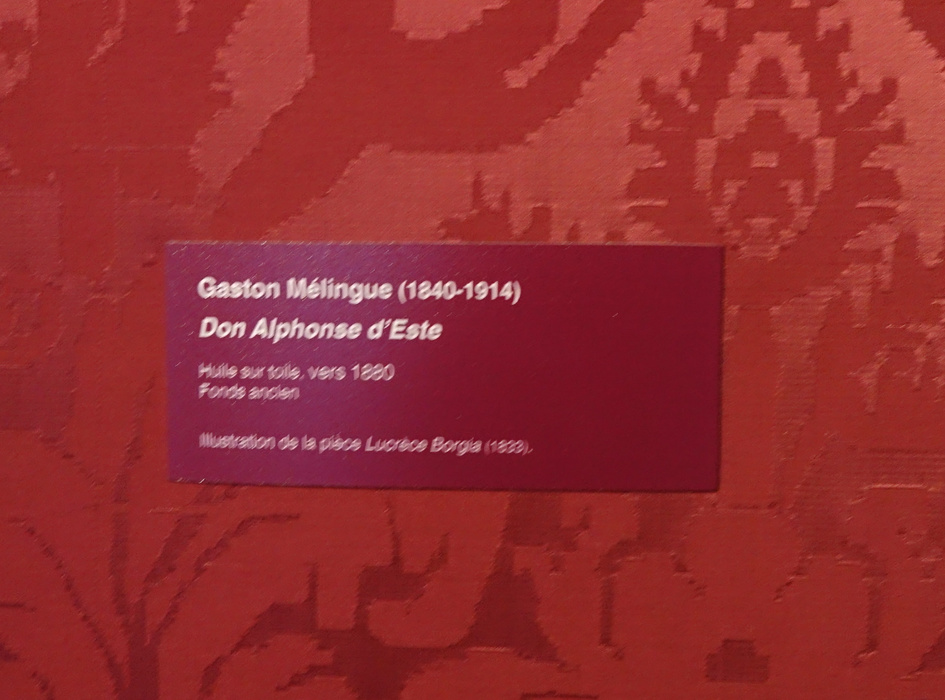 Gaston Mélingue (1840-1914)
Don Alphonse d'Este
Huile sur toile, vers 1880
Fonds ancien
Illustration de la pièce Lucrèce Borgia (1833).